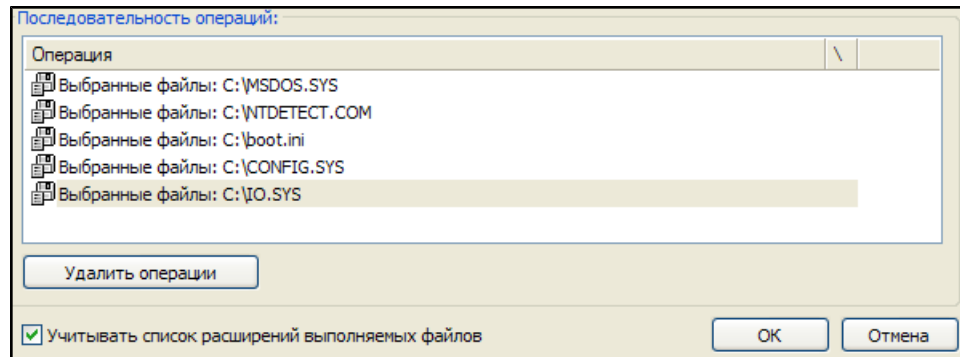 Последовательность операций:
Операция \
Выбранные файлы: C:\MSDOS.SYS
Выбранные файлы: C:\NTDETECT.COM
Выбранные файлы: C:\boot.ini
Выбранные файлы: C:\CONFIG.SYS
Выбранные файлы: C:\IO.SYS
Удалить операции
Учитывать список расширений выполняемых файлов OK Отмена